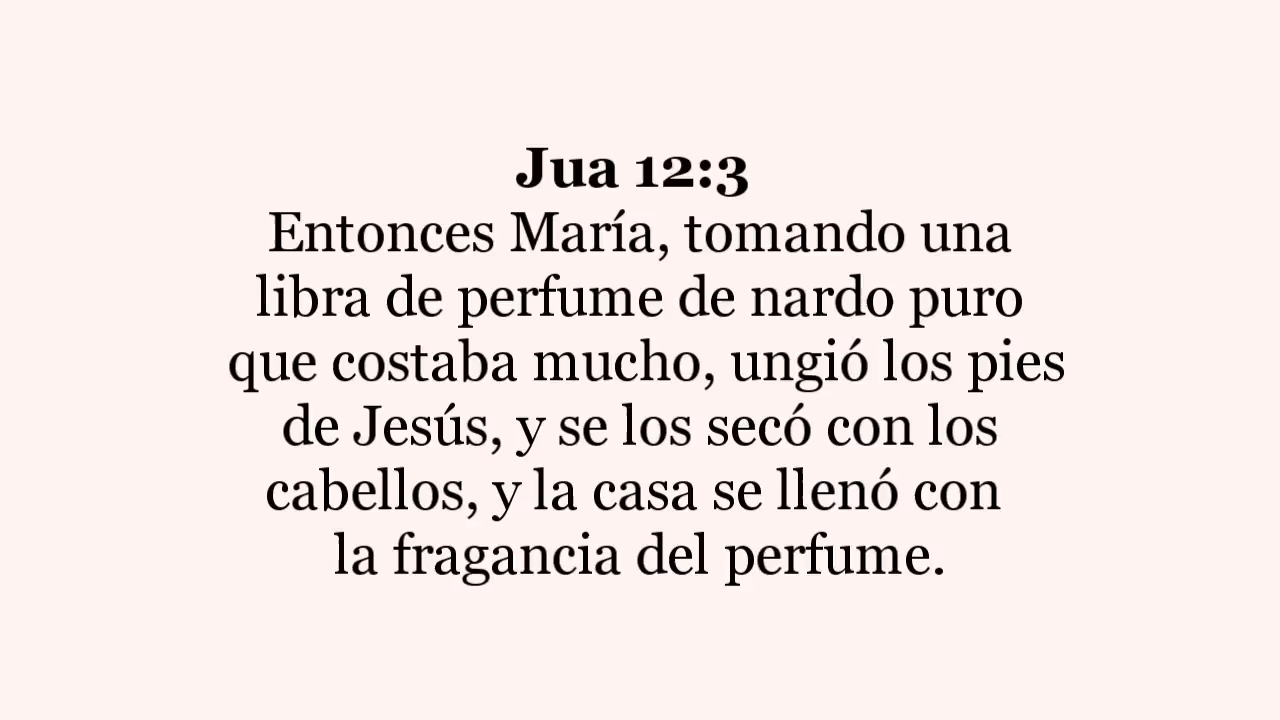 Jua 12:3
Entonces María, tomando una
libra de perfume de nardo puro
que costaba mucho, ungió los pies
de Jesús, y se los secó con los
cabellos, y la casa se llenó con
la fragancia del perfume.